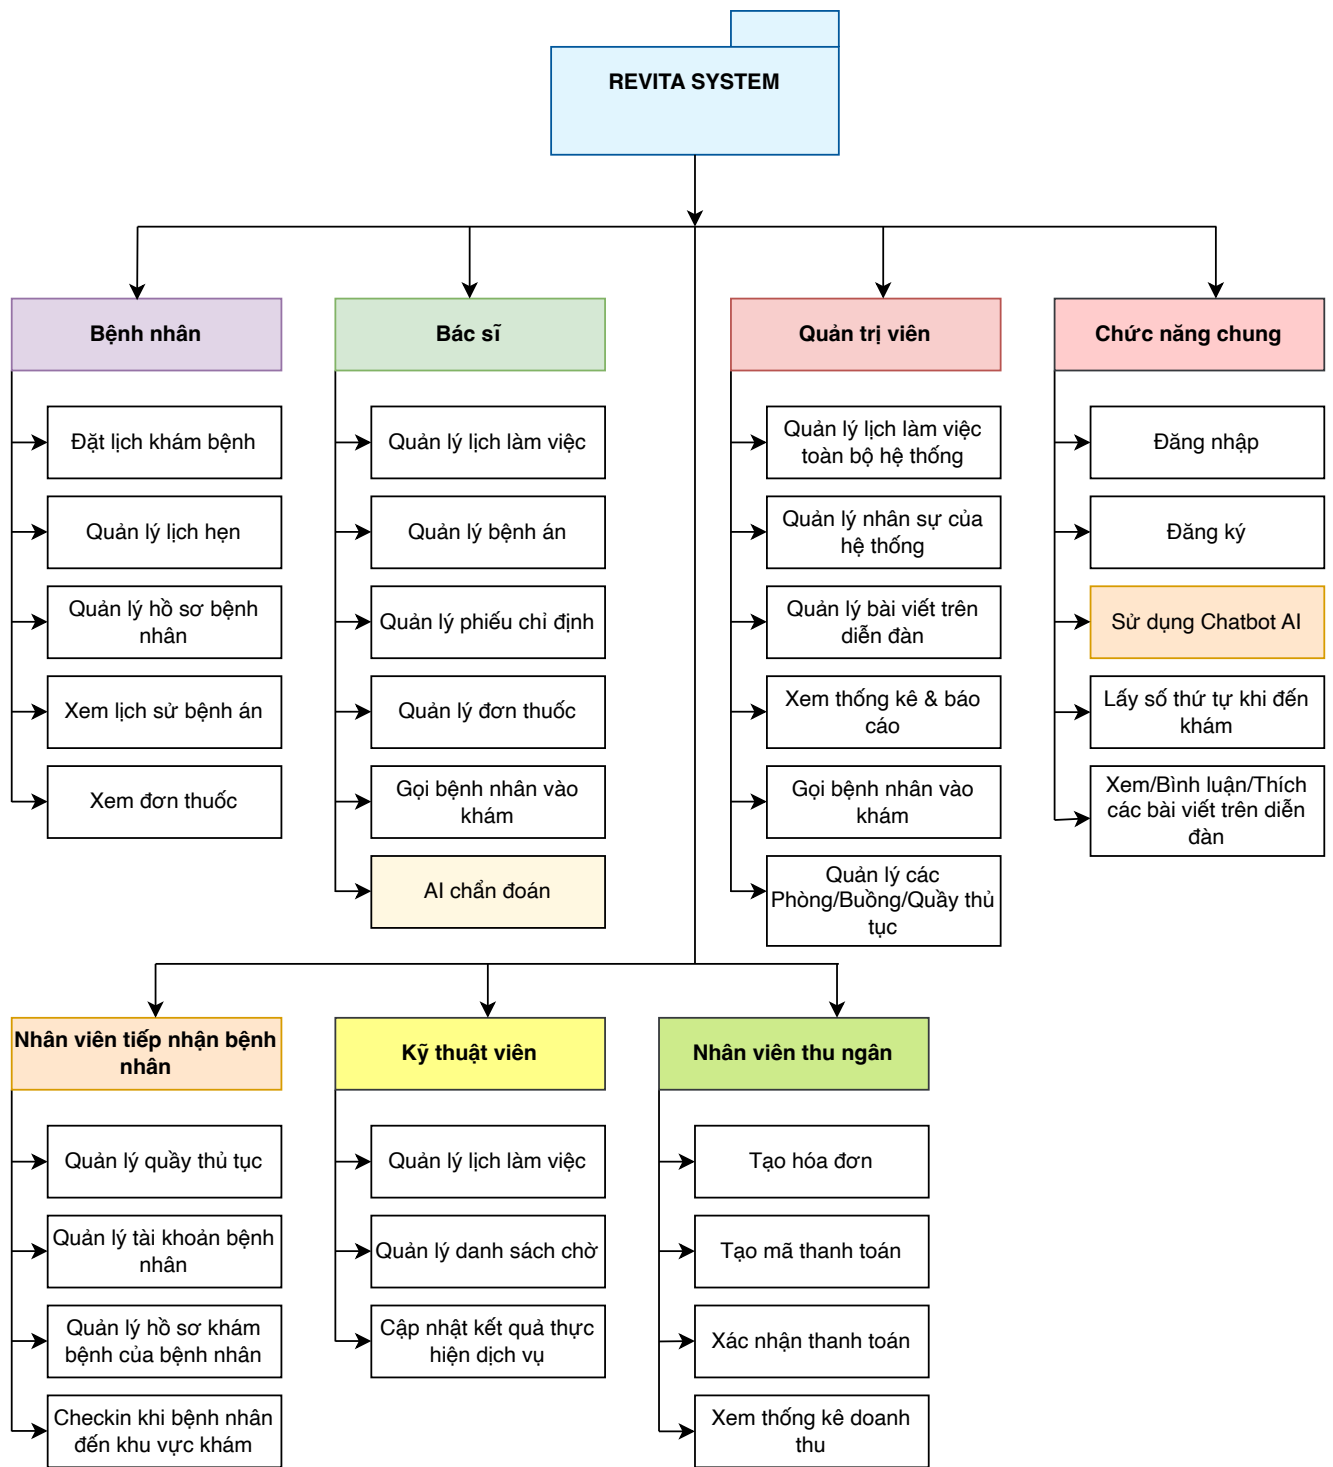 REVITA SYSTEM
Bệnh nhân
Đặt lịch khám bệnh
Quản lý lịch hẹn
Quản lý hồ sơ bệnh
nhân
Xem lịch sử bệnh án
Xem đơn thuốc
Bác sĩ
Quản lý lịch làm việc
Quản lý bệnh án
Quản lý phiếu chỉ định
Quản lý đơn thuốc
Gọi bệnh nhân vào
khám
AI chẩn đoán
Quản trị viên
Quản lý lịch làm việc
toàn bộ hệ thống
Quản lý nhân sự của
hệ thống
Quản lý bài viết trên
diễn đàn
Xem thống kê & báo
cáo
Gọi bệnh nhân vào
khám
Quản lý các
Phòng/Buồng/Quầy thủ
tục
Chức năng chung
Đăng nhập
Đăng ký
Sử dụng Chatbot AI
Lấy số thứ tự khi đến
khám
Xem/Bình luận/Thích
các bài viết trên diễn
đàn
Nhân viên tiếp nhận bệnh
nhân
Quản lý quầy thủ tục
Quản lý tài khoản bệnh
nhân
Quản lý hồ sơ khám
bệnh của bệnh nhân
Checkin khi bệnh nhân
đến khu vực khám
Kỹ thuật viên
Quản lý lịch làm việc
Quản lý danh sách chờ
Cập nhật kết quả thực
hiện dịch vụ
Nhân viên thu ngân
Tạo hóa đơn
Tạo mã thanh toán
Xác nhận thanh toán
Xem thống kê doanh
thu